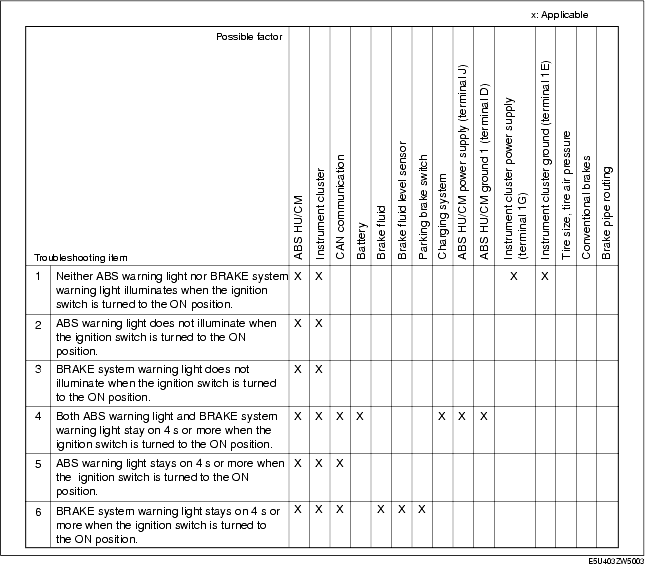 x: Applicable
Possible factor
Troubleshooting item
ABS HU/CM
Instrument cluster
CAN communication
Battery
Brake fluid
Brake fluid level sensor
Parking brake switch
Charging system
ABS HU/CM power supply (terminal J)
ABS HU/CM ground 1 (terminal D)
Instrument cluster power supply
(terminal 1G)
Instrument cluster ground (terminal 1E)
Tire size, tire air pressure
Conventional brakes
Brake pipe routing
1 Neither ABS warning light nor BRAKE system X X X X
warning light illuminates when the ignition
switch is turned to the ON position.
2 ABS warning light does not illuminate when X X
the ignition switch is turned to the ON
position.
3 BRAKE system warning light does not X X
illuminate when the ignition switch is turned
to the ON position.
4 Both ABS warning light and BRAKE system X X X X X X X
warning light stay on 4 s or more when the
ignition switch is turned to the ON position.
5 ABS warning light stays on 4 s or more when X X X
the ignition switch is turned to the ON
position.
6 BRAKE system warning light stays on 4 s or X X X X X X
more when the ignition switch is turned to
the ON position.
E5U403ZW5003